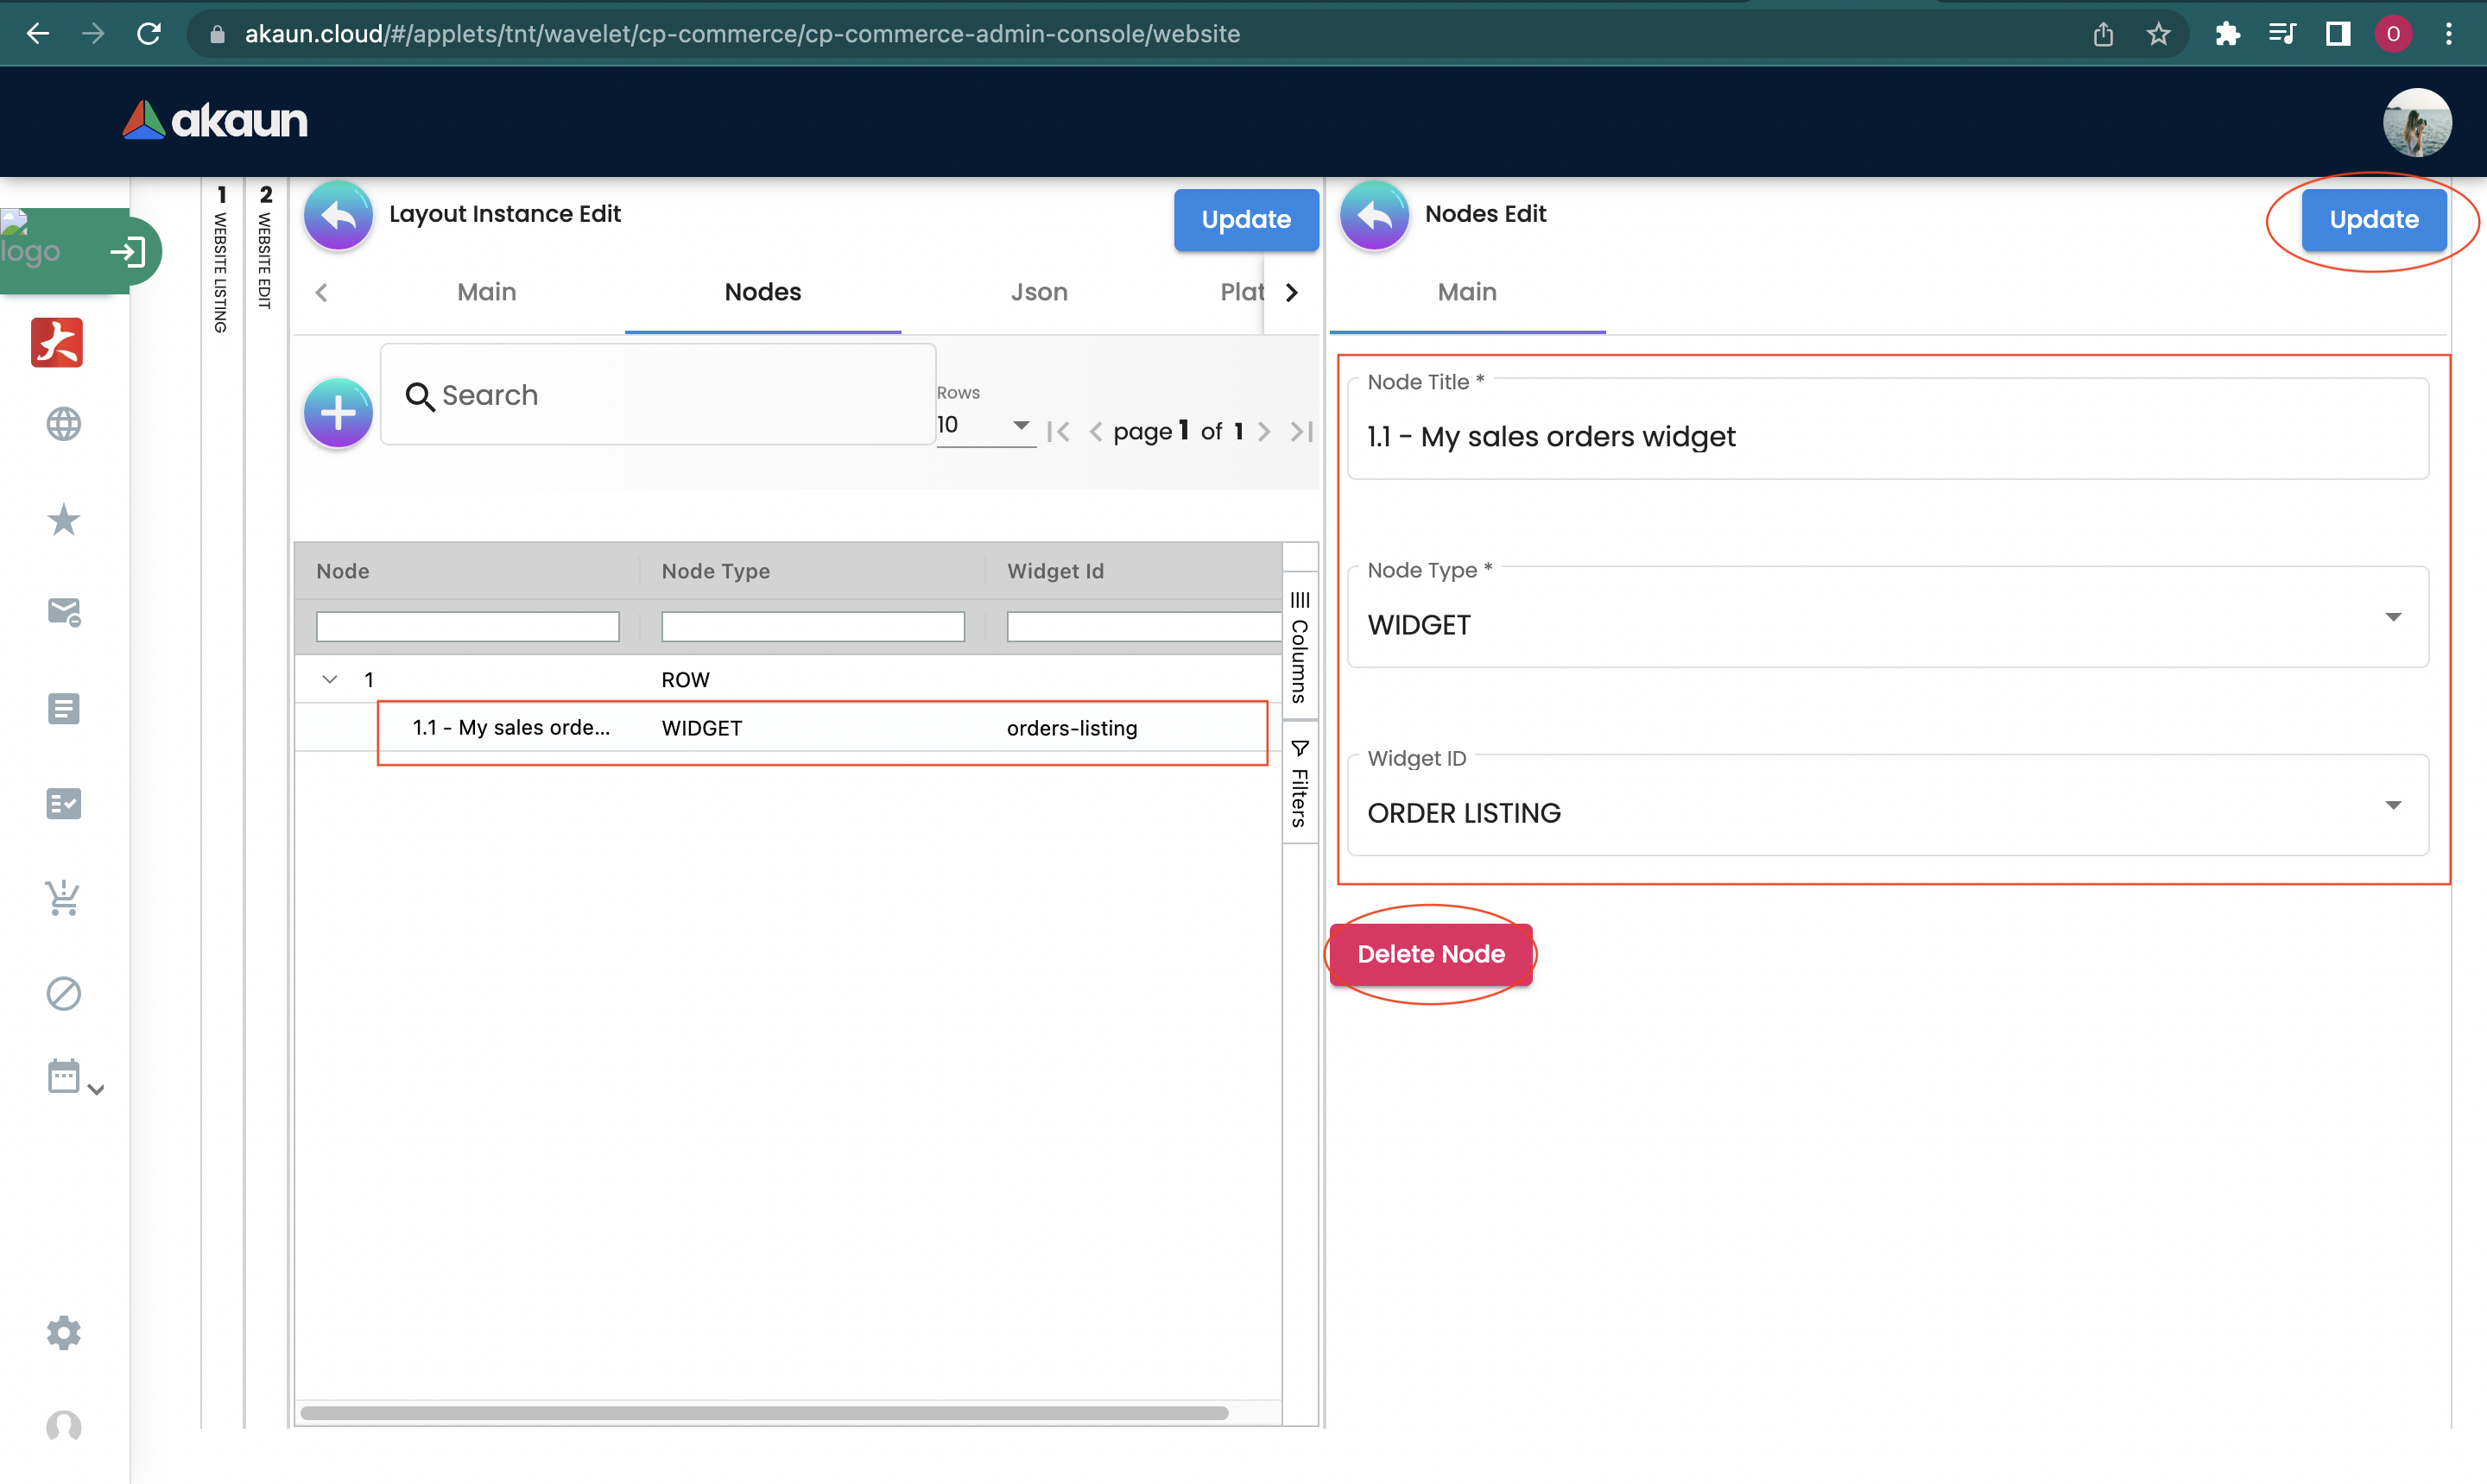 akaun.cloud/#/applets/tnt/wavelet/cp-commerce/cp-commerce-admin-console/website
O
akaun
logo
1 WEBSITE LISTING
2 WEBSITE EDIT
Layout Instance Edit
Update
Main
Nodes
Json
Plat
Search
Rows
10
page 1 of 1
Node
Node Type
Widget Id
1
ROW
1.1 - My sales orde...
WIDGET
orders-listing
Columns
Filters
Nodes Edit
Update
Main
Node Title *
1.1 - My sales orders widget
Node Type *
WIDGET
Widget ID
ORDER LISTING
Delete Node